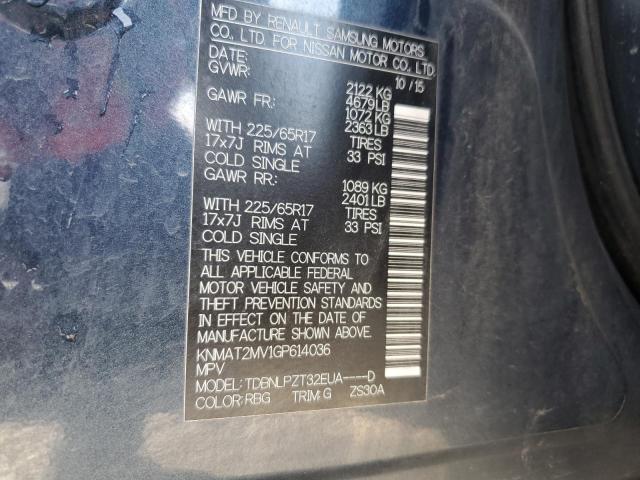 MFD BY RENAULT SAMSUNG MOTORS
CO., LTD. FOR NISSAN MOTOR CO., LTD.
DATE: 10 / 15
GVWR: 2122 KG
4679 LB
GAWR FR: 1072 KG
2363 LB
WITH 225/65R17 TIRES
17x7J RIMS AT 33 PSI
COLD SINGLE
GAWR RR: 1089 KG
2401 LB
WITH 225/65R17 TIRES
17x7J RIMS AT 33 PSI
COLD SINGLE
THIS VEHICLE CONFORMS TO
ALL APPLICABLE FEDERAL
MOTOR VEHICLE SAFETY AND
THEFT PREVENTION STANDARDS
IN EFFECT ON THE DATE OF
MANUFACTURE SHOWN ABOVE.
KNMAT2MV1GP614036
MPV
MODEL: TDBNLPZT32EUA----D
COLOR: RBG TRIM: G ZS30A